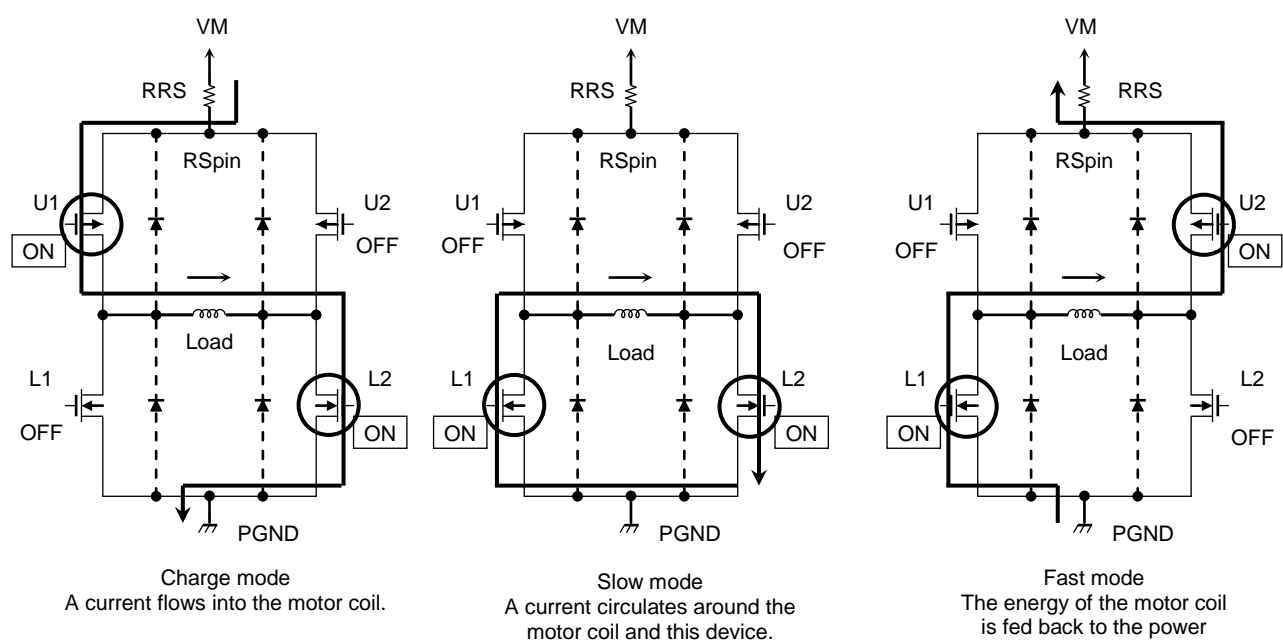 VM
RRS
RSpin
U1
ON
U2
OFF
Load
L1
OFF
L2
ON
PGND
Charge mode
A current flows into the motor coil.
VM
RRS
RSpin
U1
OFF
U2
OFF
Load
L1
ON
L2
ON
PGND
Slow mode
A current circulates around the
motor coil and this device.
VM
RRS
RSpin
U1
OFF
U2
ON
Load
L1
ON
L2
OFF
PGND
Fast mode
The energy of the motor coil
is fed back to the power